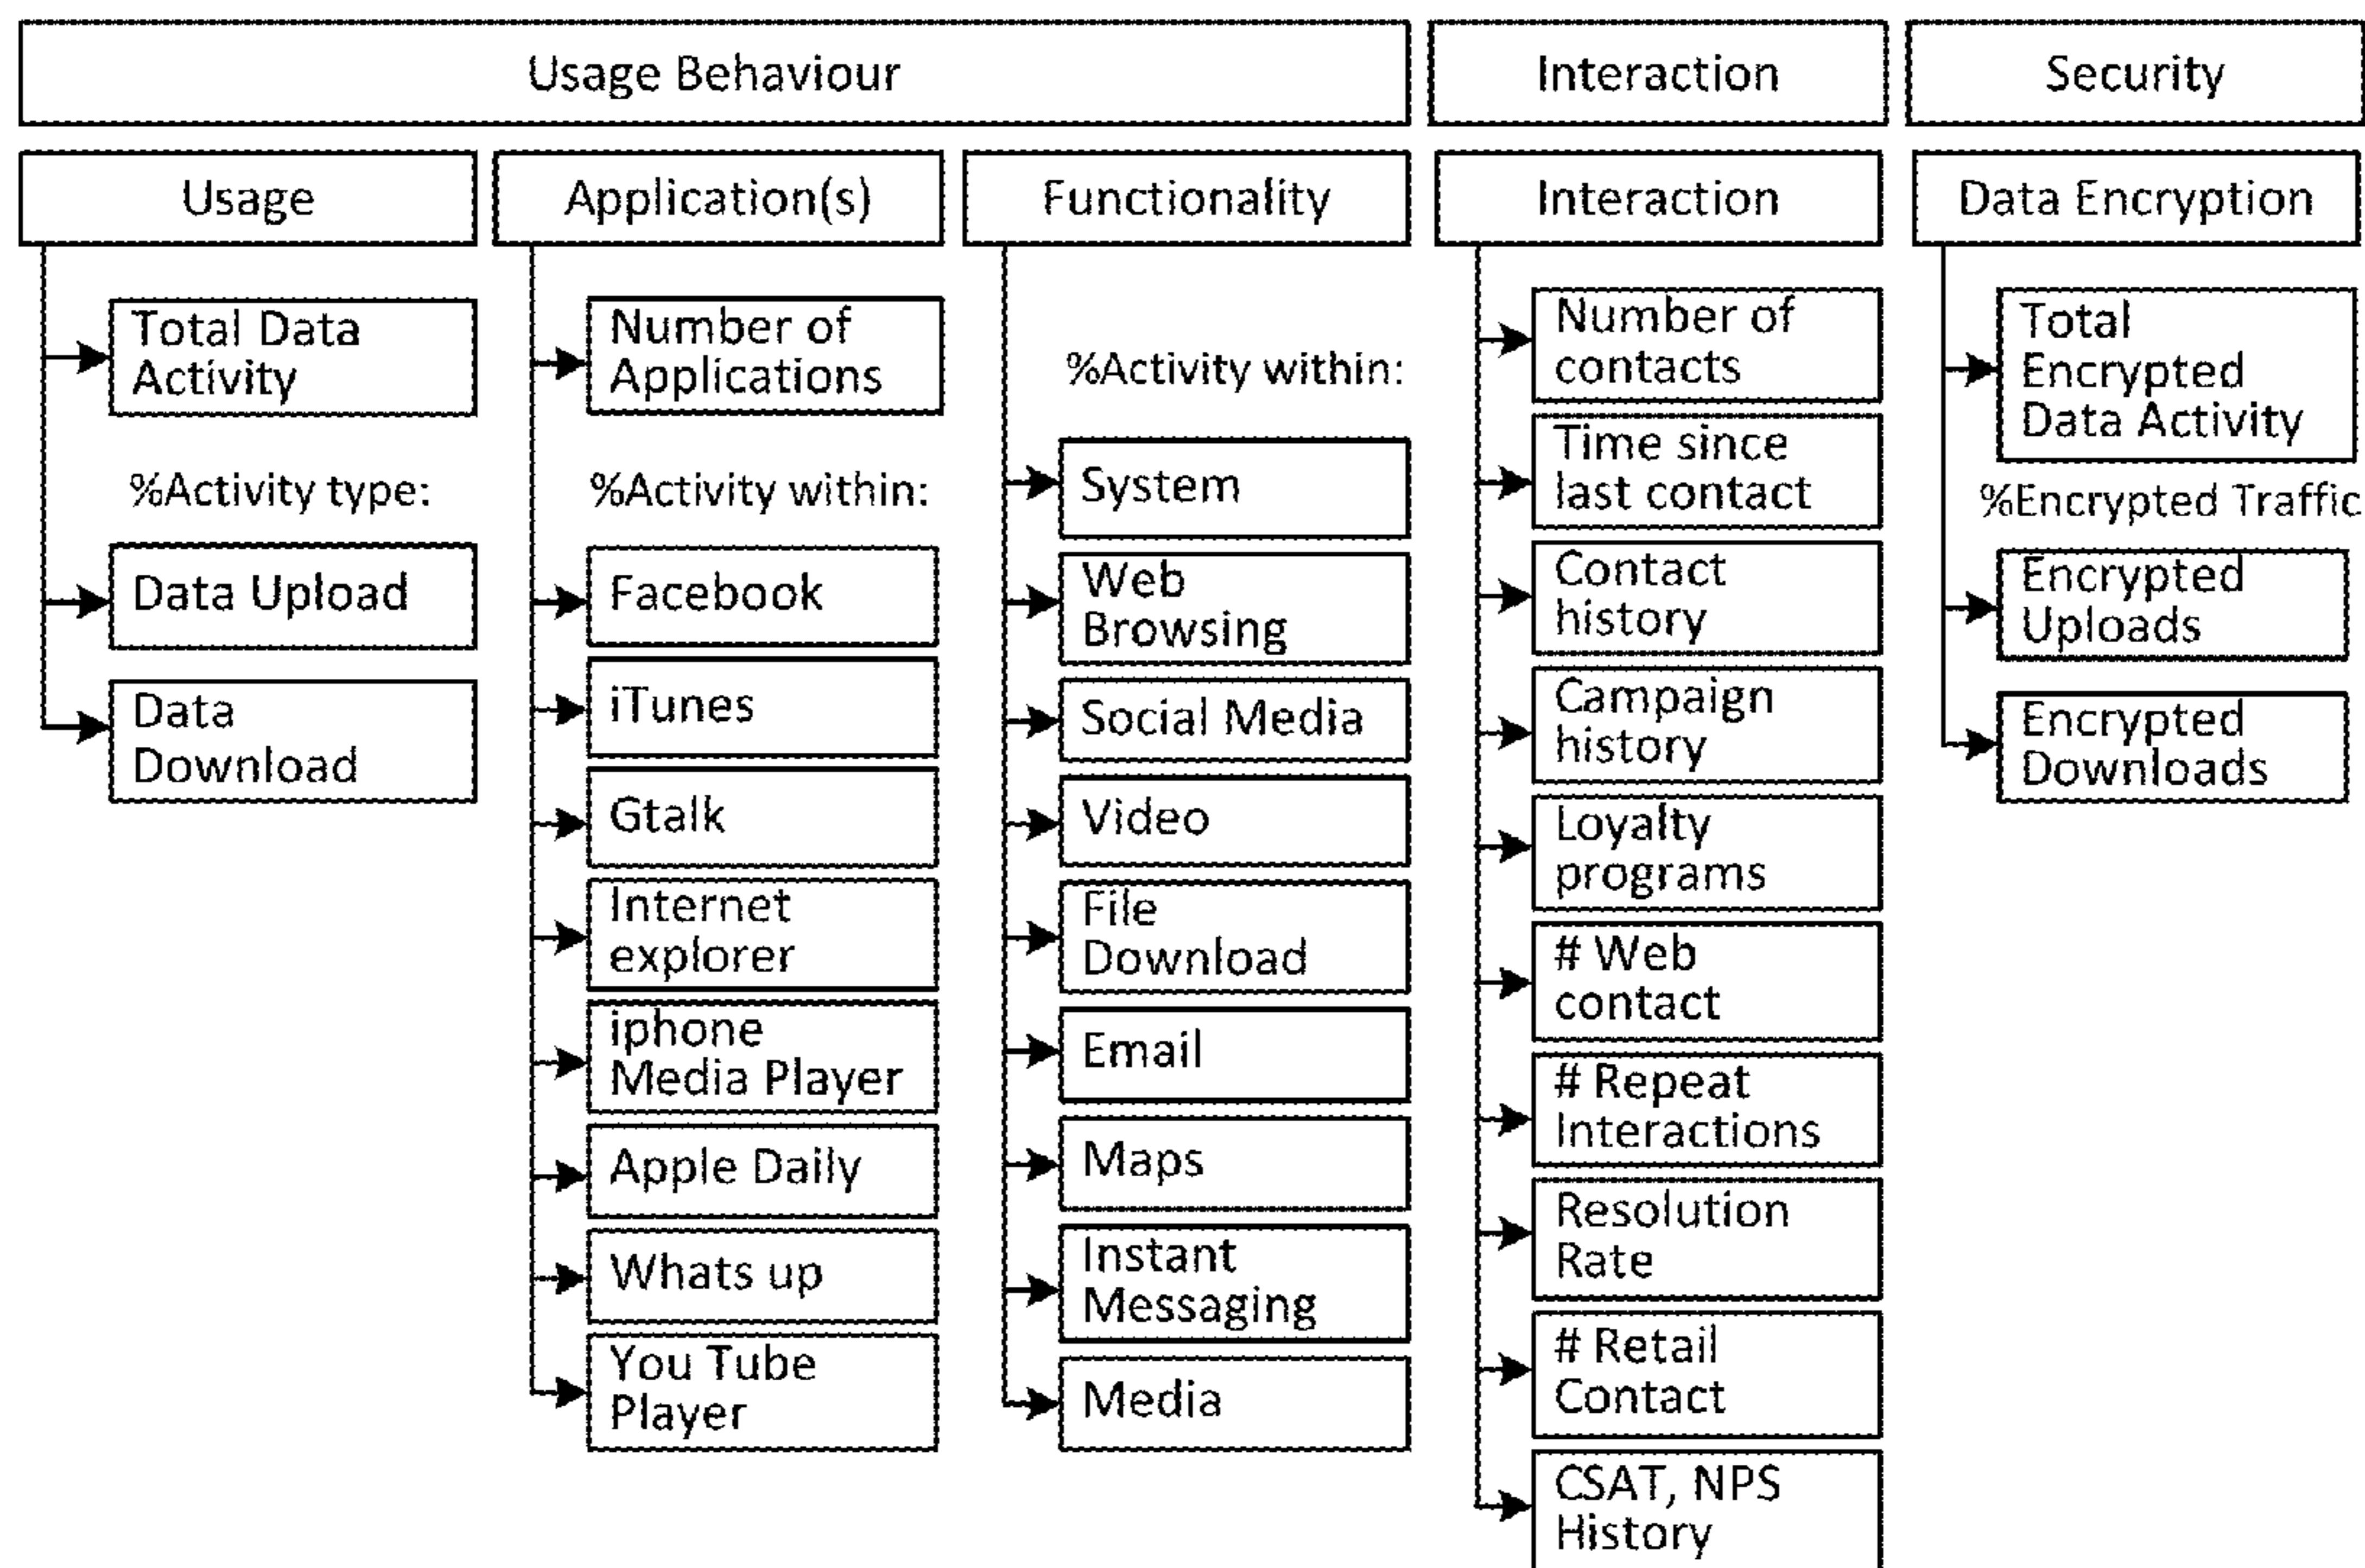 Usage Behaviour
Interaction
Security
Usage
Application(s)
Functionality
Interaction
Data Encryption
Total Data
Activity
%Activity type:
Data Upload
Data
Download
Number of
Applications
%Activity within:
Facebook
iTunes
Gtalk
Internet
explorer
iphone
Media Player
Apple Daily
Whats up
You Tube
Player
%Activity within:
System
Web
Browsing
Social Media
Video
File
Download
Email
Maps
Instant
Messaging
Media
Number of
contacts
Time since
last contact
Contact
history
Campaign
history
Loyalty
programs
# Web
contact
# Repeat
Interactions
Resolution
Rate
# Retail
Contact
CSAT, NPS
History
Total
Encrypted
Data Activity
%Encrypted Traffic
Encrypted
Uploads
Encrypted
Downloads